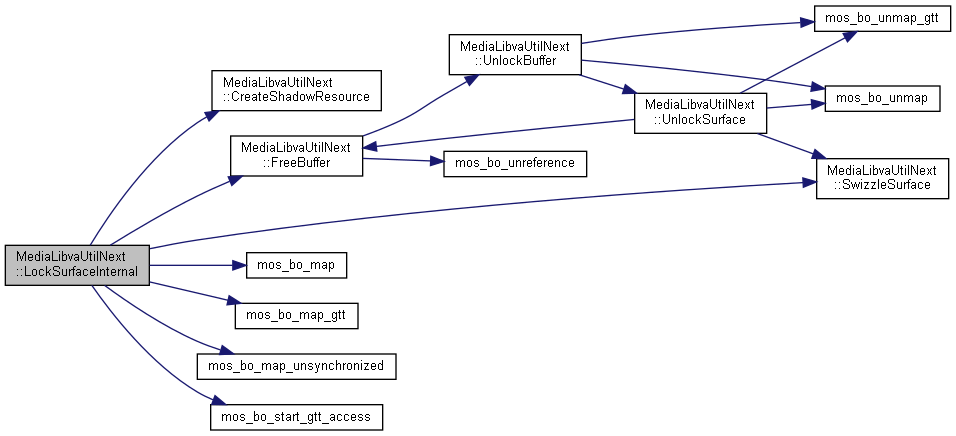 mos_bo_unmap_gtt
MediaLibvaUtilNext
::UnlockBuffer
MediaLibvaUtilNext
::CreateShadowResource
mos_bo_unmap
MediaLibvaUtilNext
::UnlockSurface
MediaLibvaUtilNext
::FreeBuffer
mos_bo_unreference
MediaLibvaUtilNext
::SwizzleSurface
MediaLibvaUtilNext
::LockSurfaceInternal
mos_bo_map
mos_bo_map_gtt
mos_bo_map_unsynchronized
mos_bo_start_gtt_access